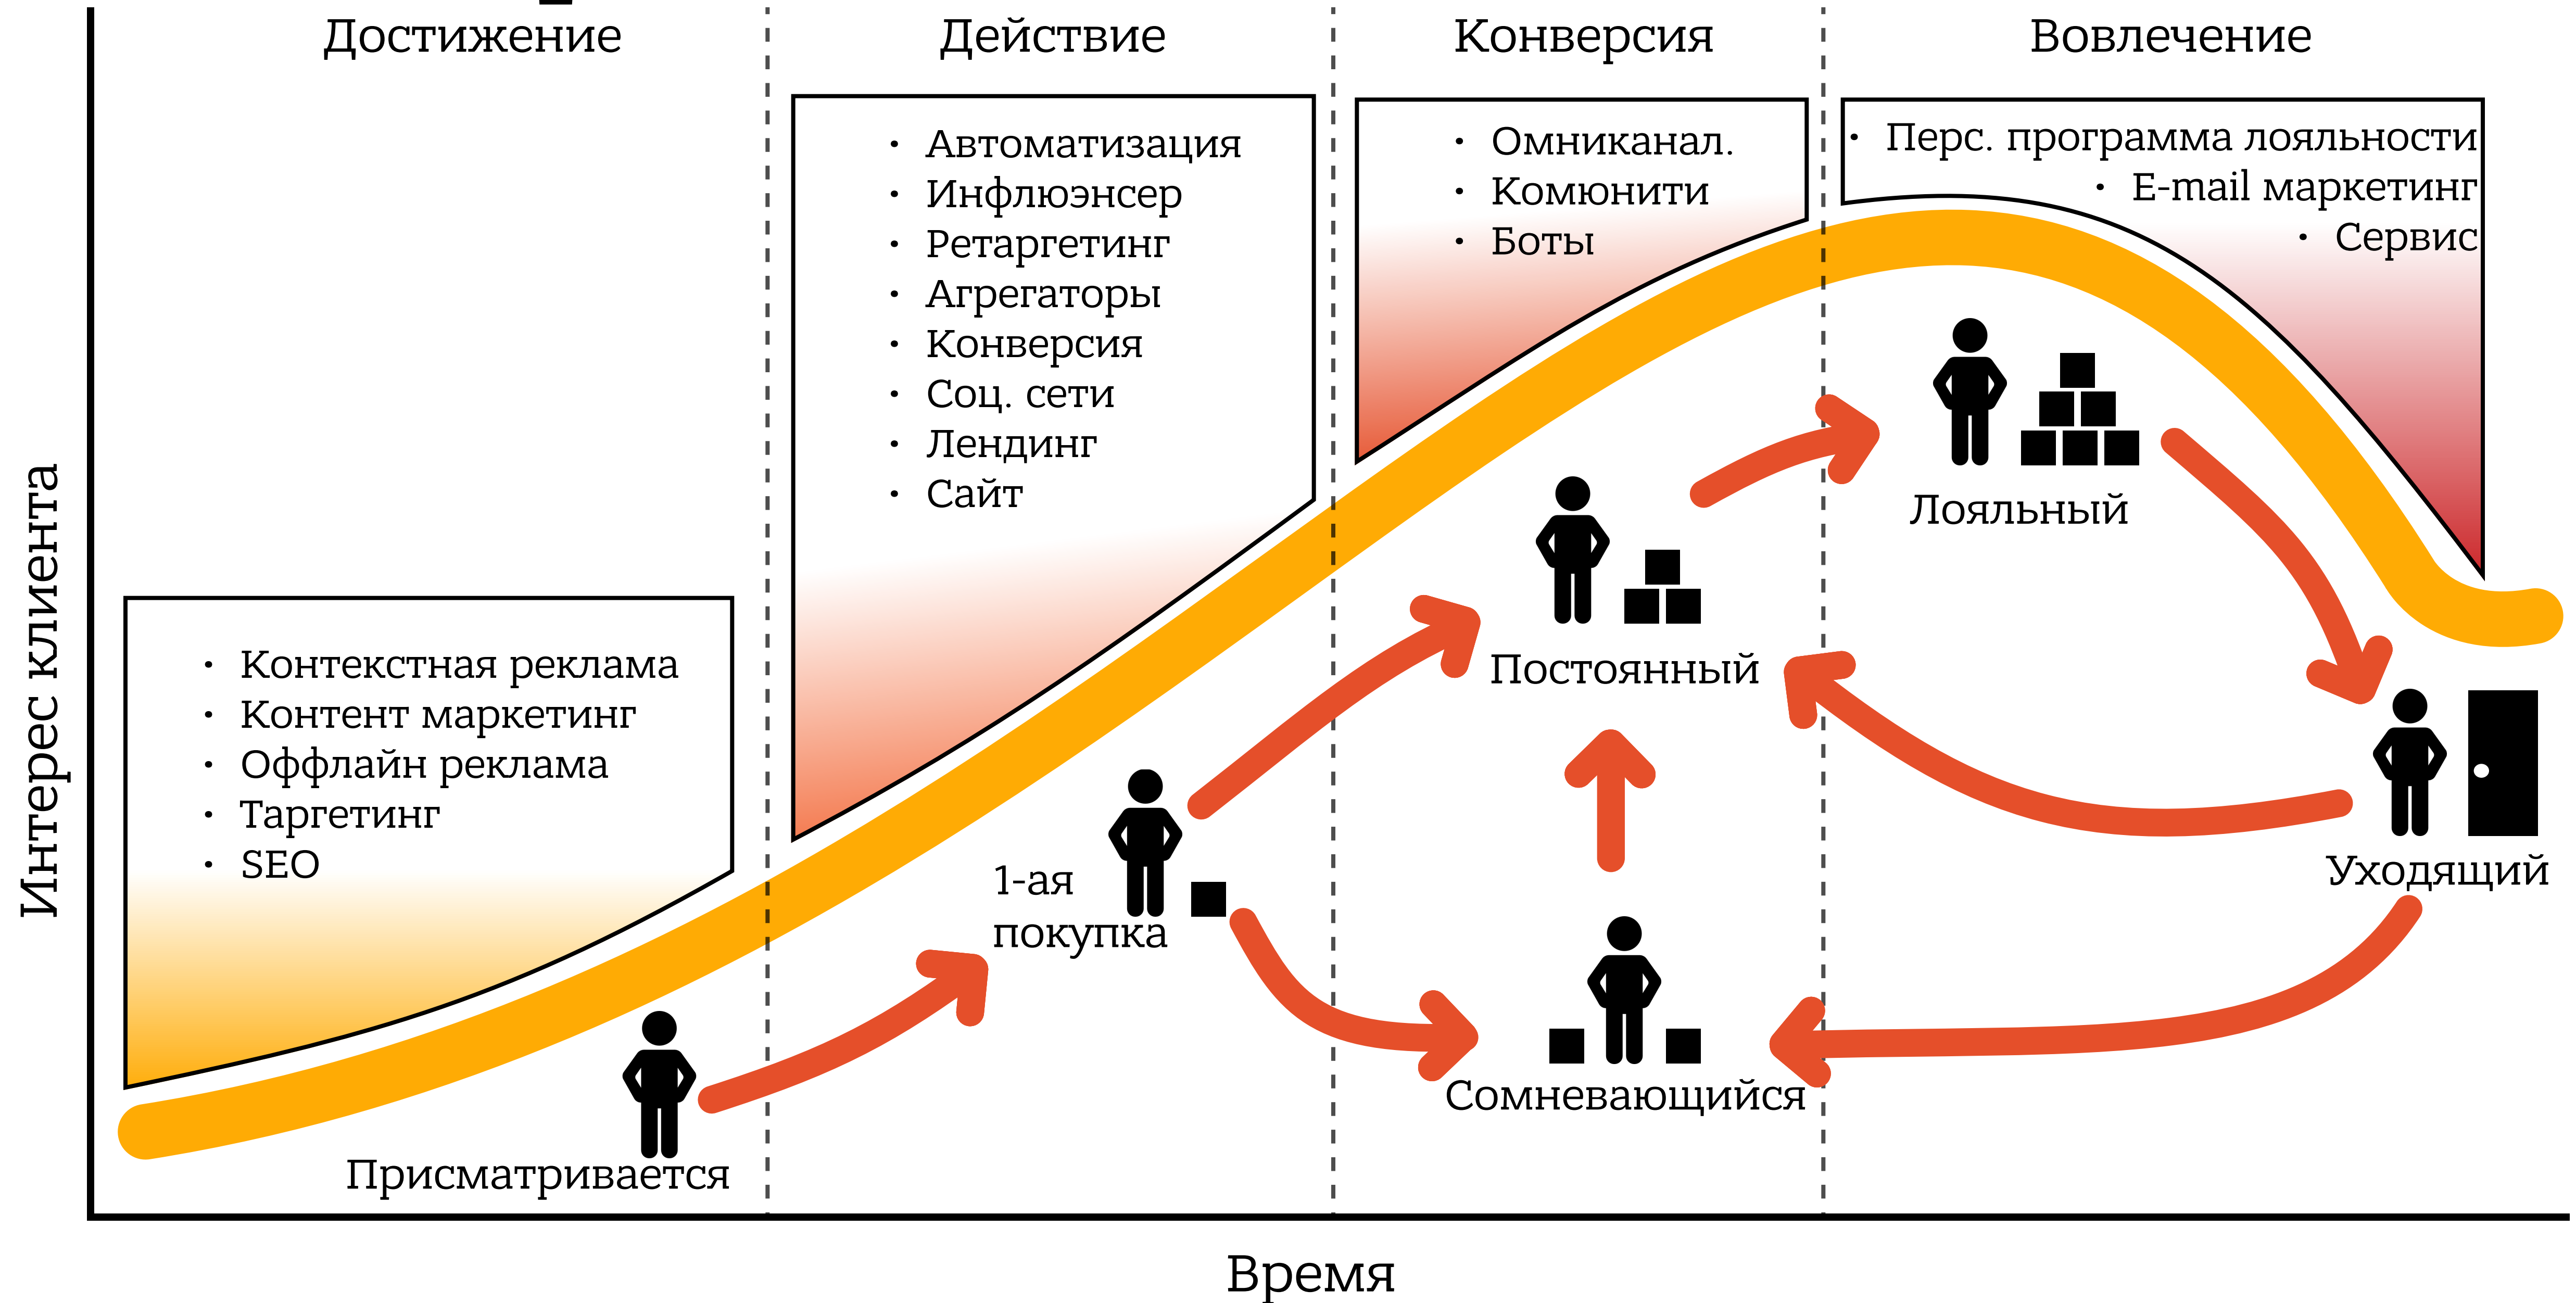 Достижение
Действие
Конверсия
Вовлечение
· Автоматизация
· Инфлюэнсер
· Ретаргетинг
· Агрегаторы
· Конверсия
· Соц. сети
· Лендинг
· Сайт
· Омниканал.
· Комюнити
· Боты
· Перс. программа лояльности
· E-mail маркетинг
· Сервис
· Контекстная реклама
· Контент маркетинг
· Оффлайн реклама
· Таргетинг
· SEO
Интерес клиента
Лояльный
Постоянный
1-ая
покупка
Уходящий
Сомневающийся
Присматривается
Время